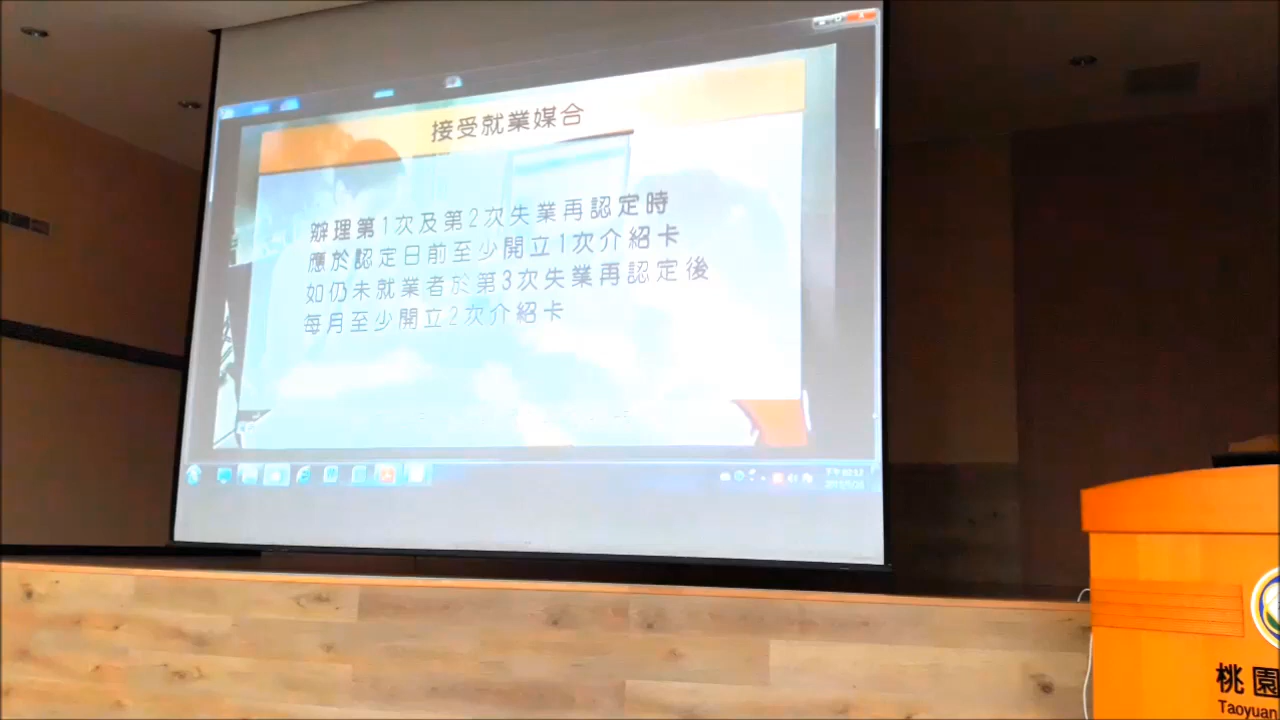 接受就業媒合
辦理第1次及第2次失業再認定時
應於認定日前至少開立1次介紹卡
如仍未就業者於第3次失業再認定後
每月至少開立2次介紹卡
桃園
Taoyuan